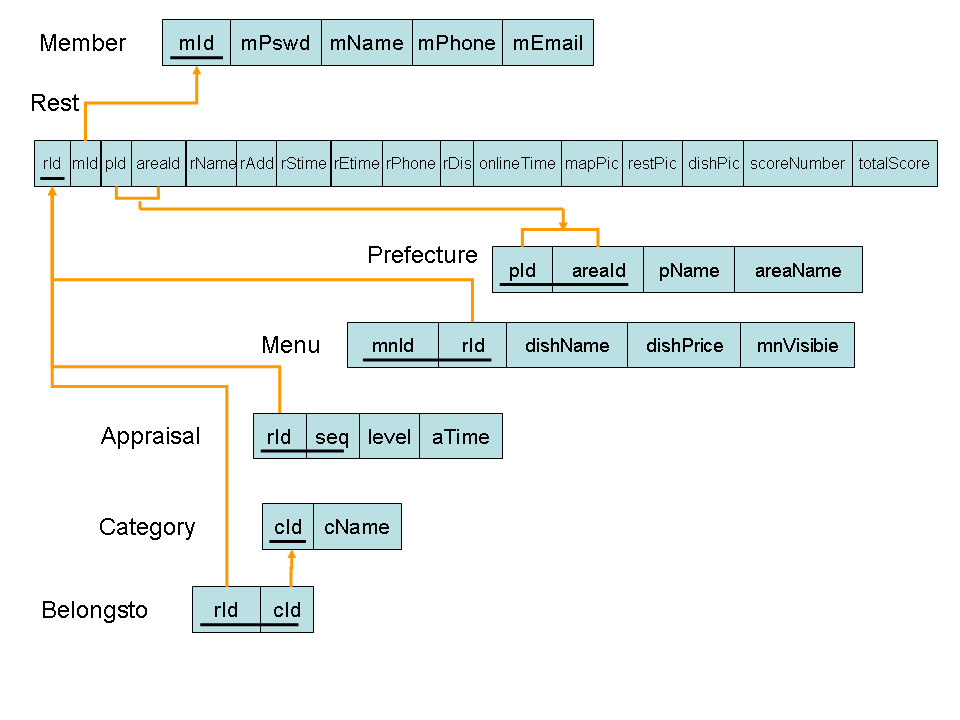 Member mId mPswd mName mPhone mEmail
Rest
rId mId pId areaId rName rAdd rStime rEtime rPhone rDis onlineTime mapPic restPic dishPic scoreNumber totalScore
Prefecture pId areaId pName areaName
Menu mnId rId dishName dishPrice mnVisibie
Appraisal rId seq level aTime
Category cId cName
Belongsto rId cId